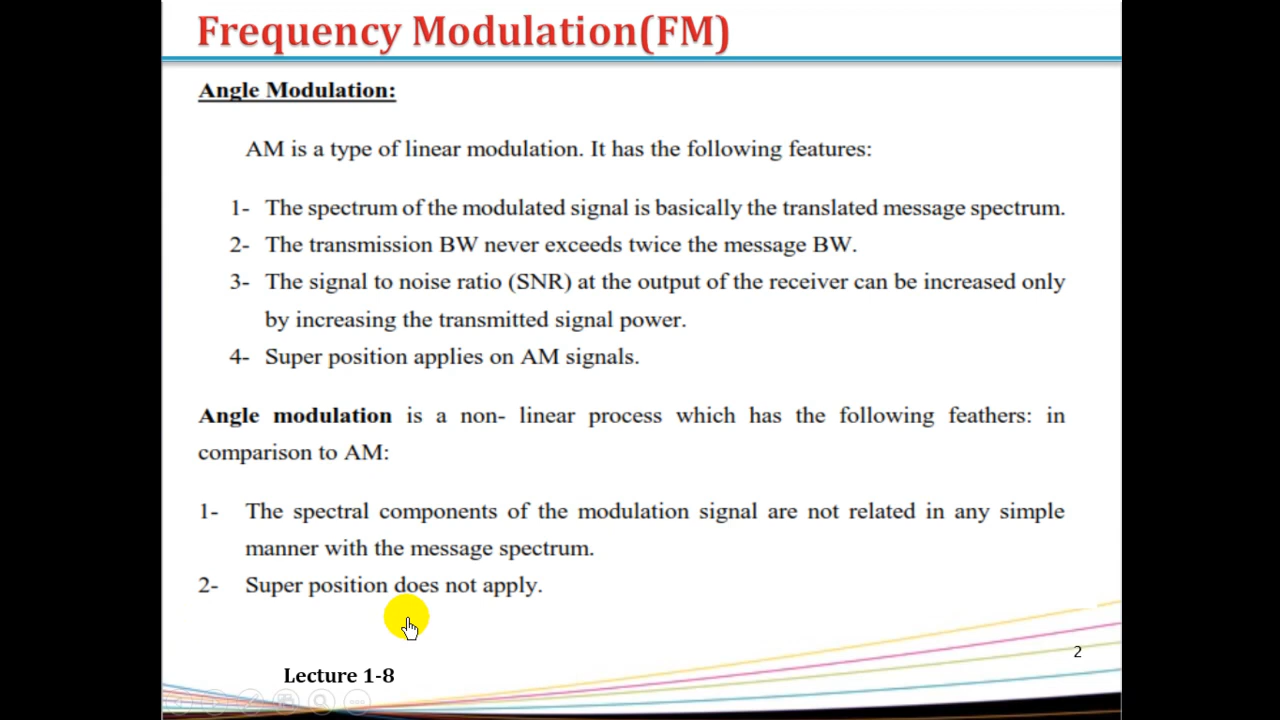 Frequency Modulation(FM)
Angle Modulation:
AM is a type of linear modulation. It has the following features:
1- The spectrum of the modulated signal is basically the translated message spectrum.
2- The transmission BW never exceeds twice the message BW.
3- The signal to noise ratio (SNR) at the output of the receiver can be increased only
by increasing the transmitted signal power.
4- Super position applies on AM signals.
Angle modulation is a non- linear process which has the following feathers: in
comparison to AM:
1- The spectral components of the modulation signal are not related in any simple
manner with the message spectrum.
2- Super position does not apply.
2
Lecture 1-8